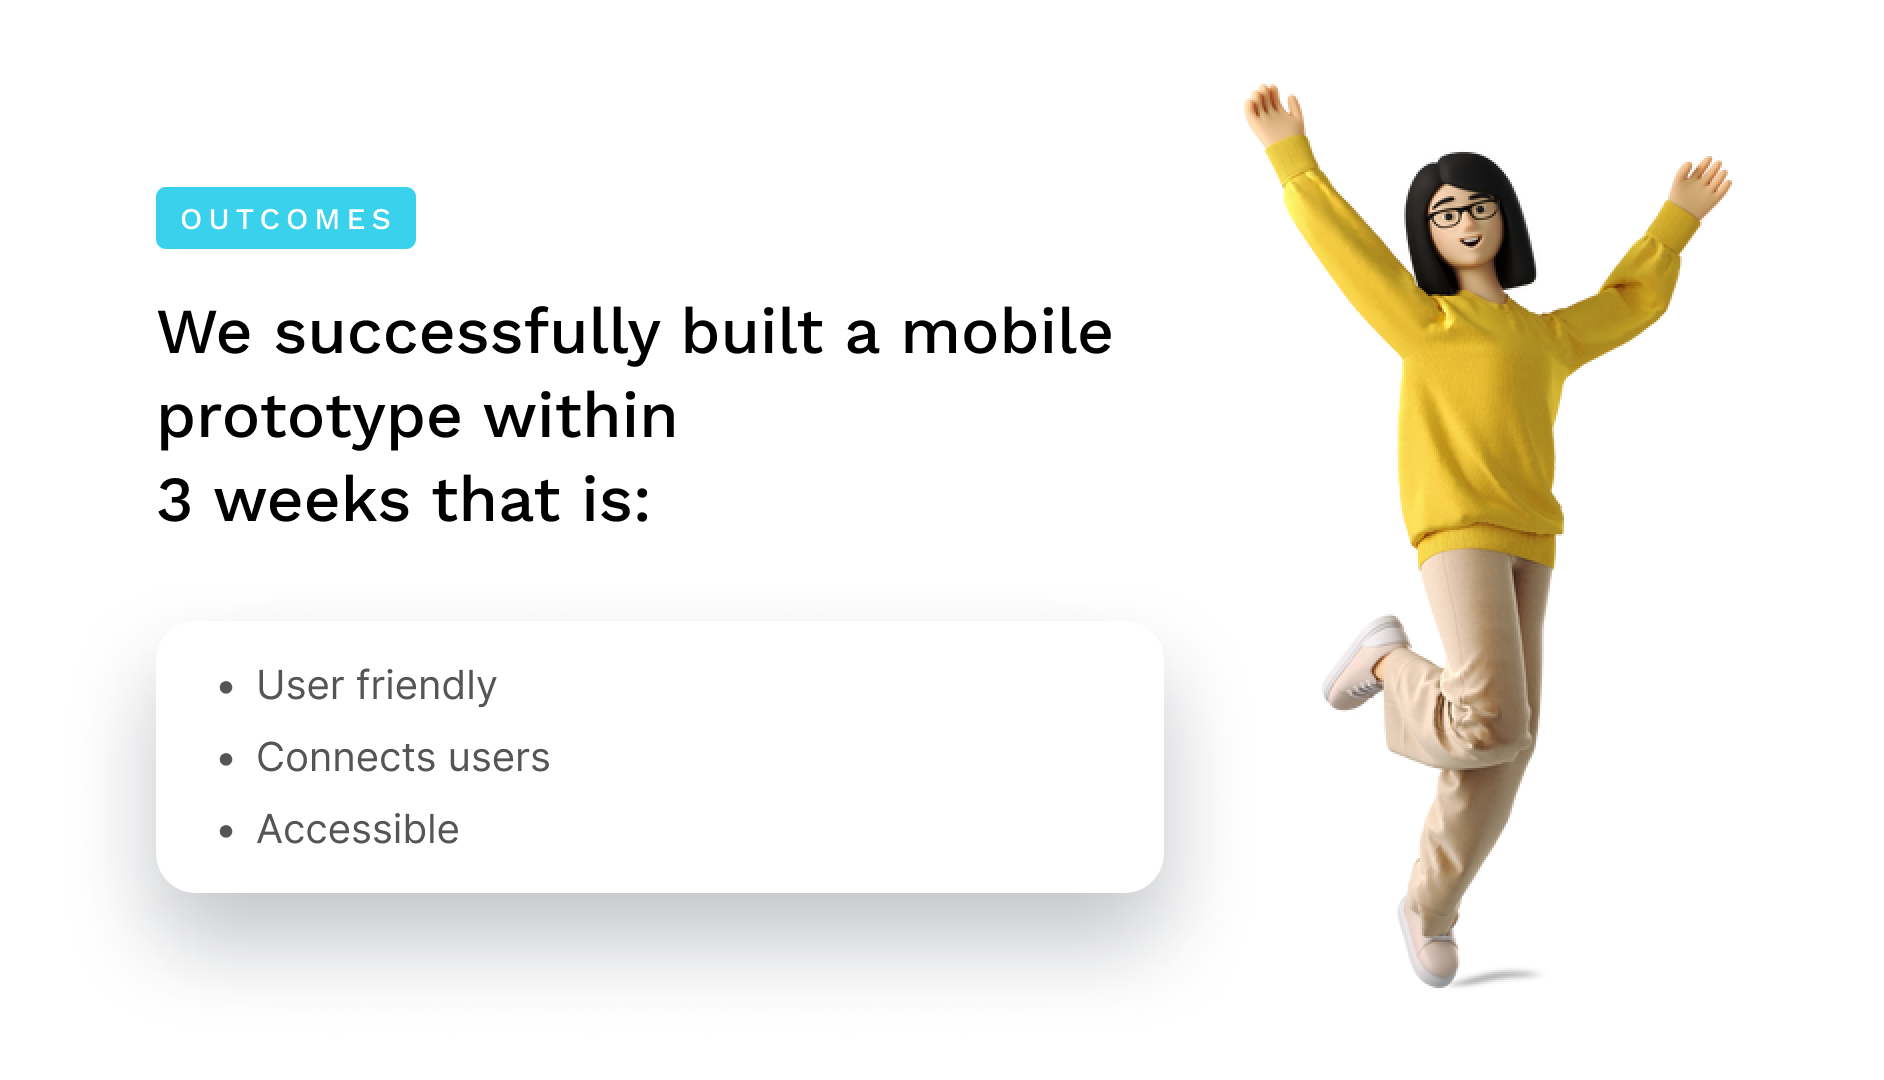 OUTCOMES
We successfully built a mobile
prototype within
3 weeks that is:
• User friendly
• Connects users
• Accessible